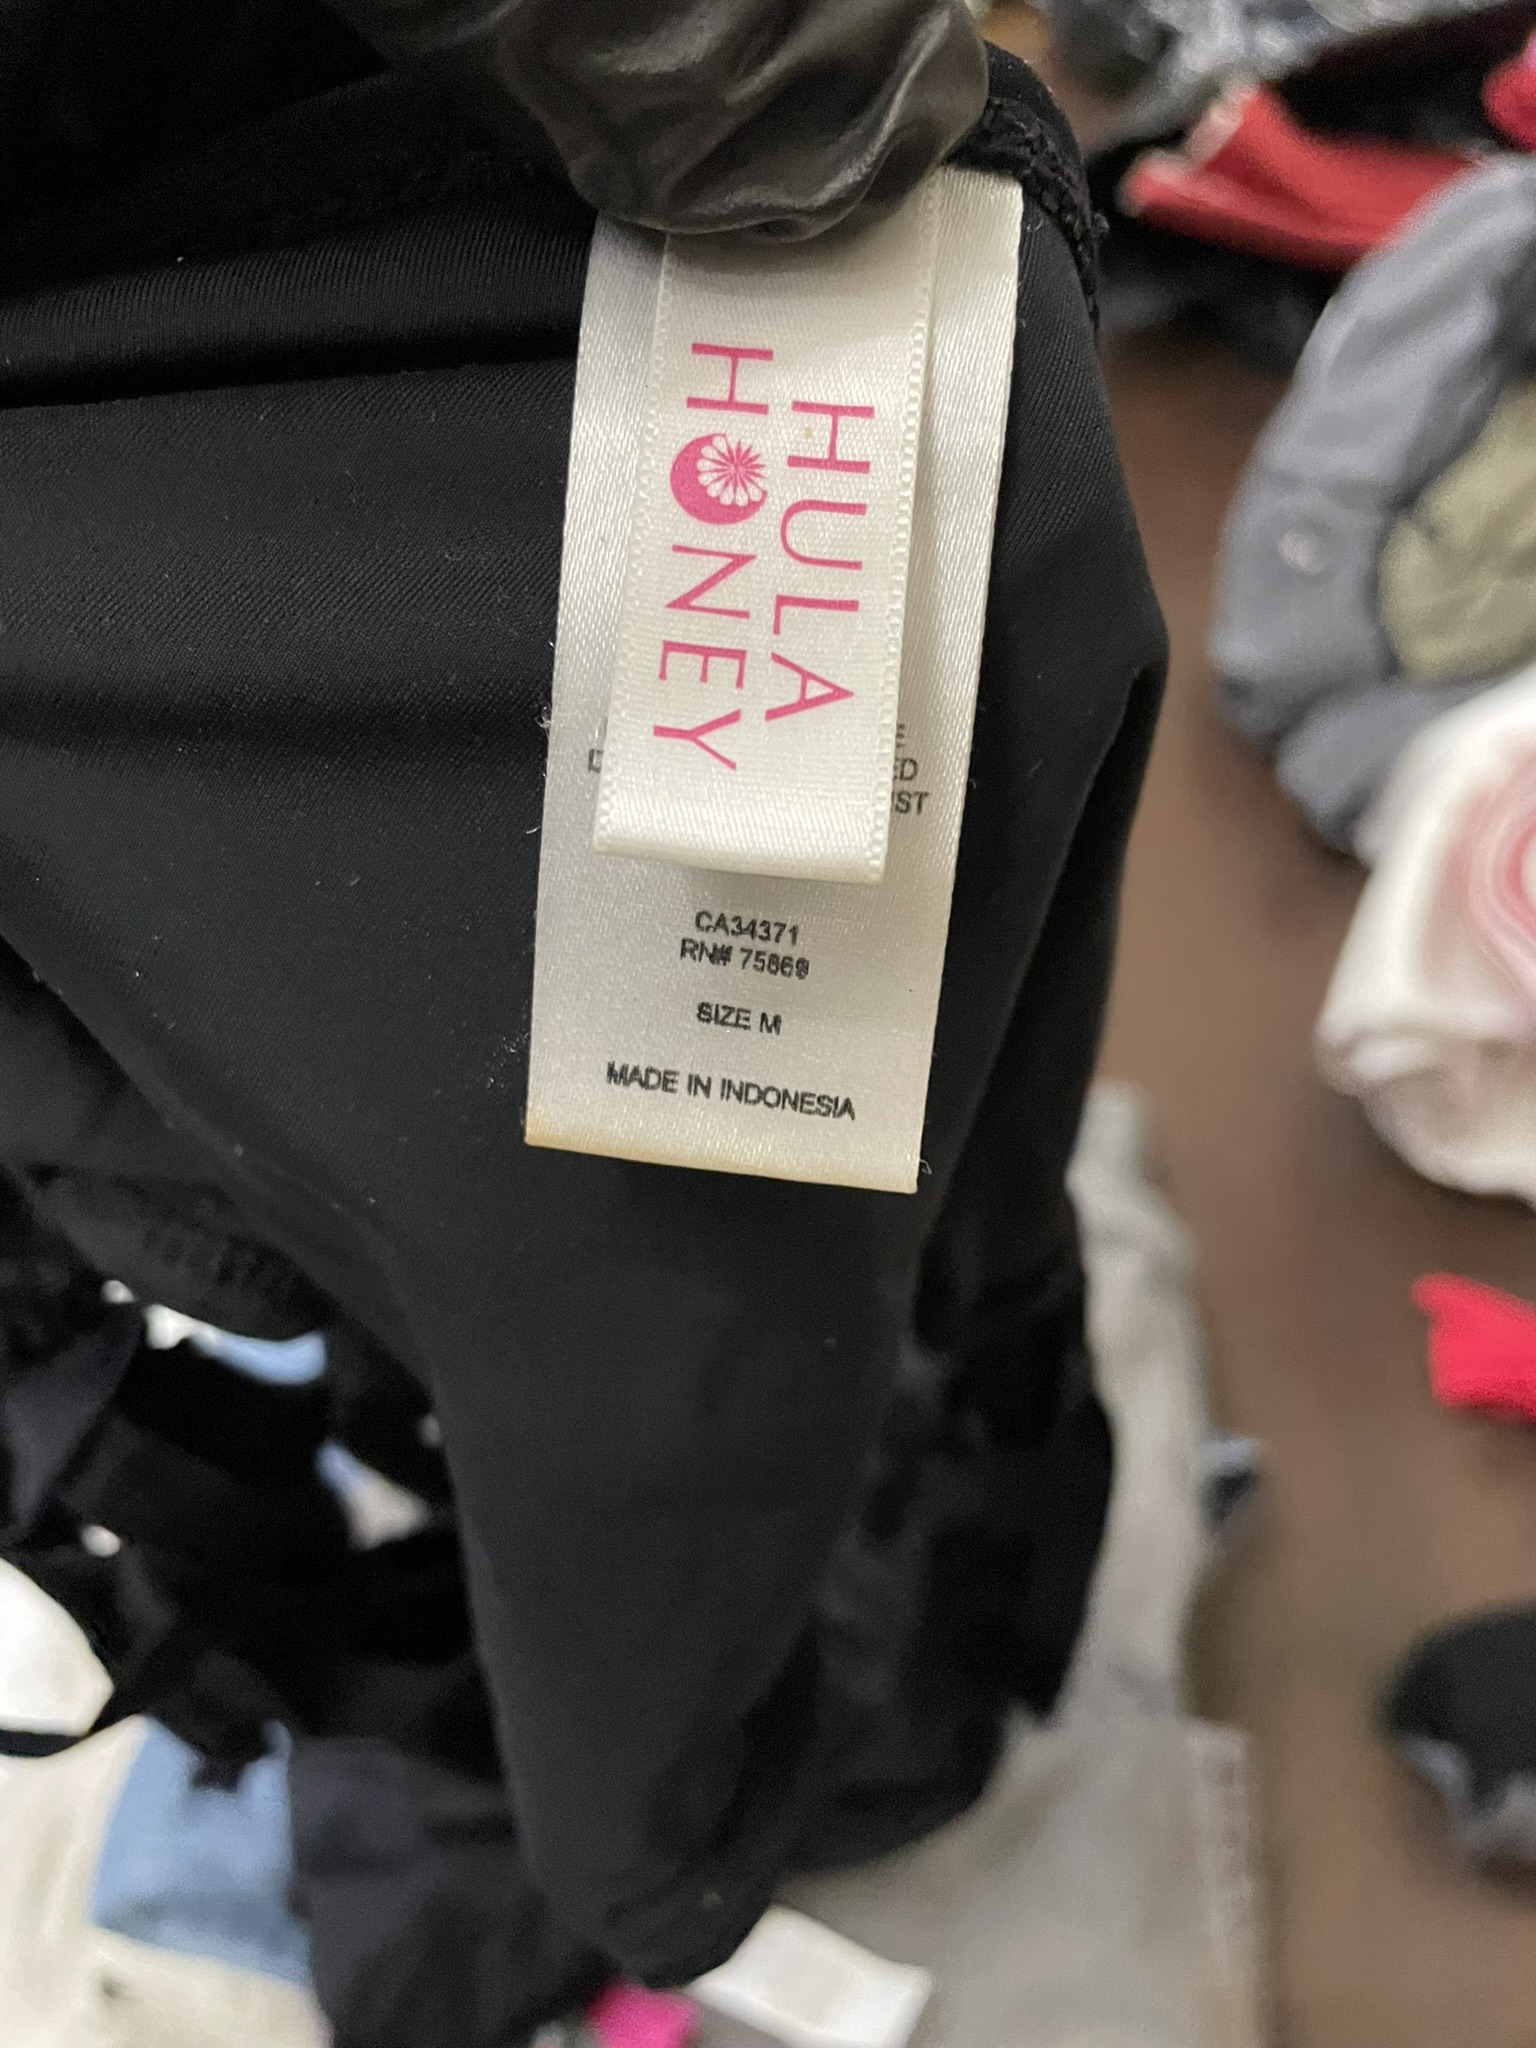 HULA
HONEY
CA34371
RN# 75869
SIZE M
MADE IN INDONESIA